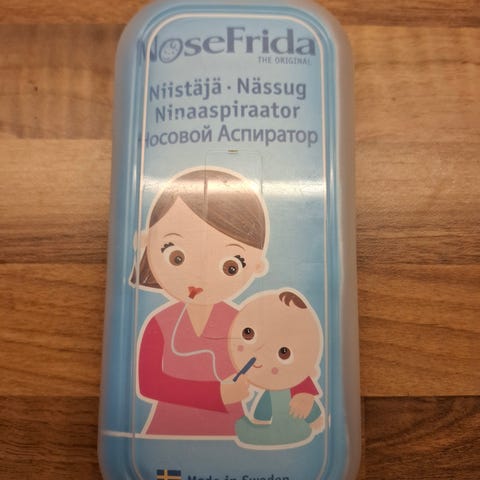 NoseFrida
THE ORIGINAL
Niistäjä · Nässug
Ninaaspiraator
Носовой Аспиратор
Made in Sweden